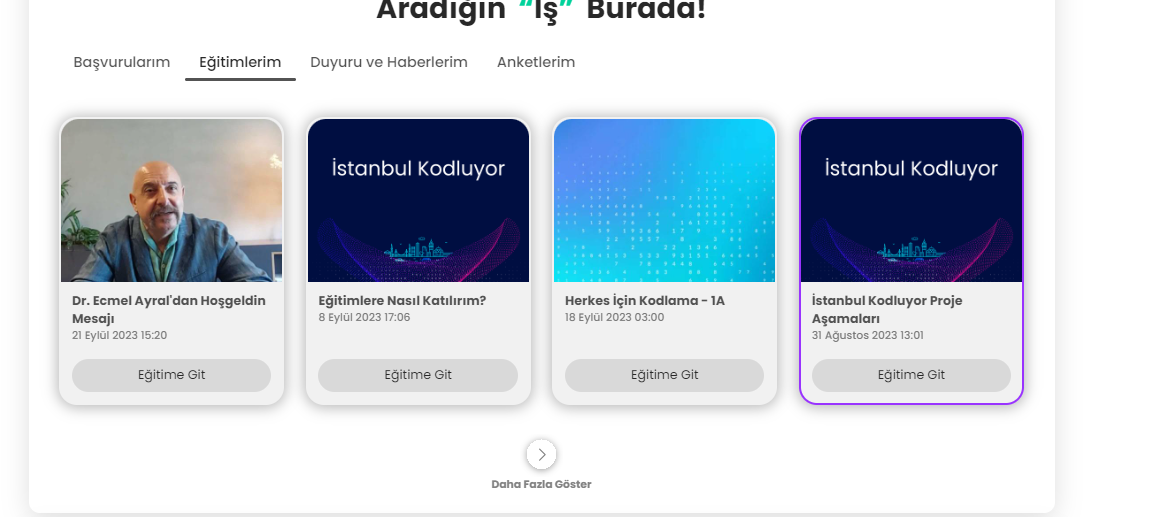 Aradığın “İş” Burada!
Başvurularım Eğitimlerim Duyuru ve Haberlerim Anketlerim
Dr. Ecmel Ayral'dan Hoşgeldin
Mesajı
21 Eylül 2023 15:20
Eğitime Git
İstanbul Kodluyor
Eğitimlere Nasıl Katılırım?
8 Eylül 2023 17:06
Eğitime Git
Herkes İçin Kodlama - 1A
18 Eylül 2023 03:00
Eğitime Git
İstanbul Kodluyor
İstanbul Kodluyor Proje
Aşamaları
31 Ağustos 2023 13:01
Eğitime Git
Daha Fazla Göster